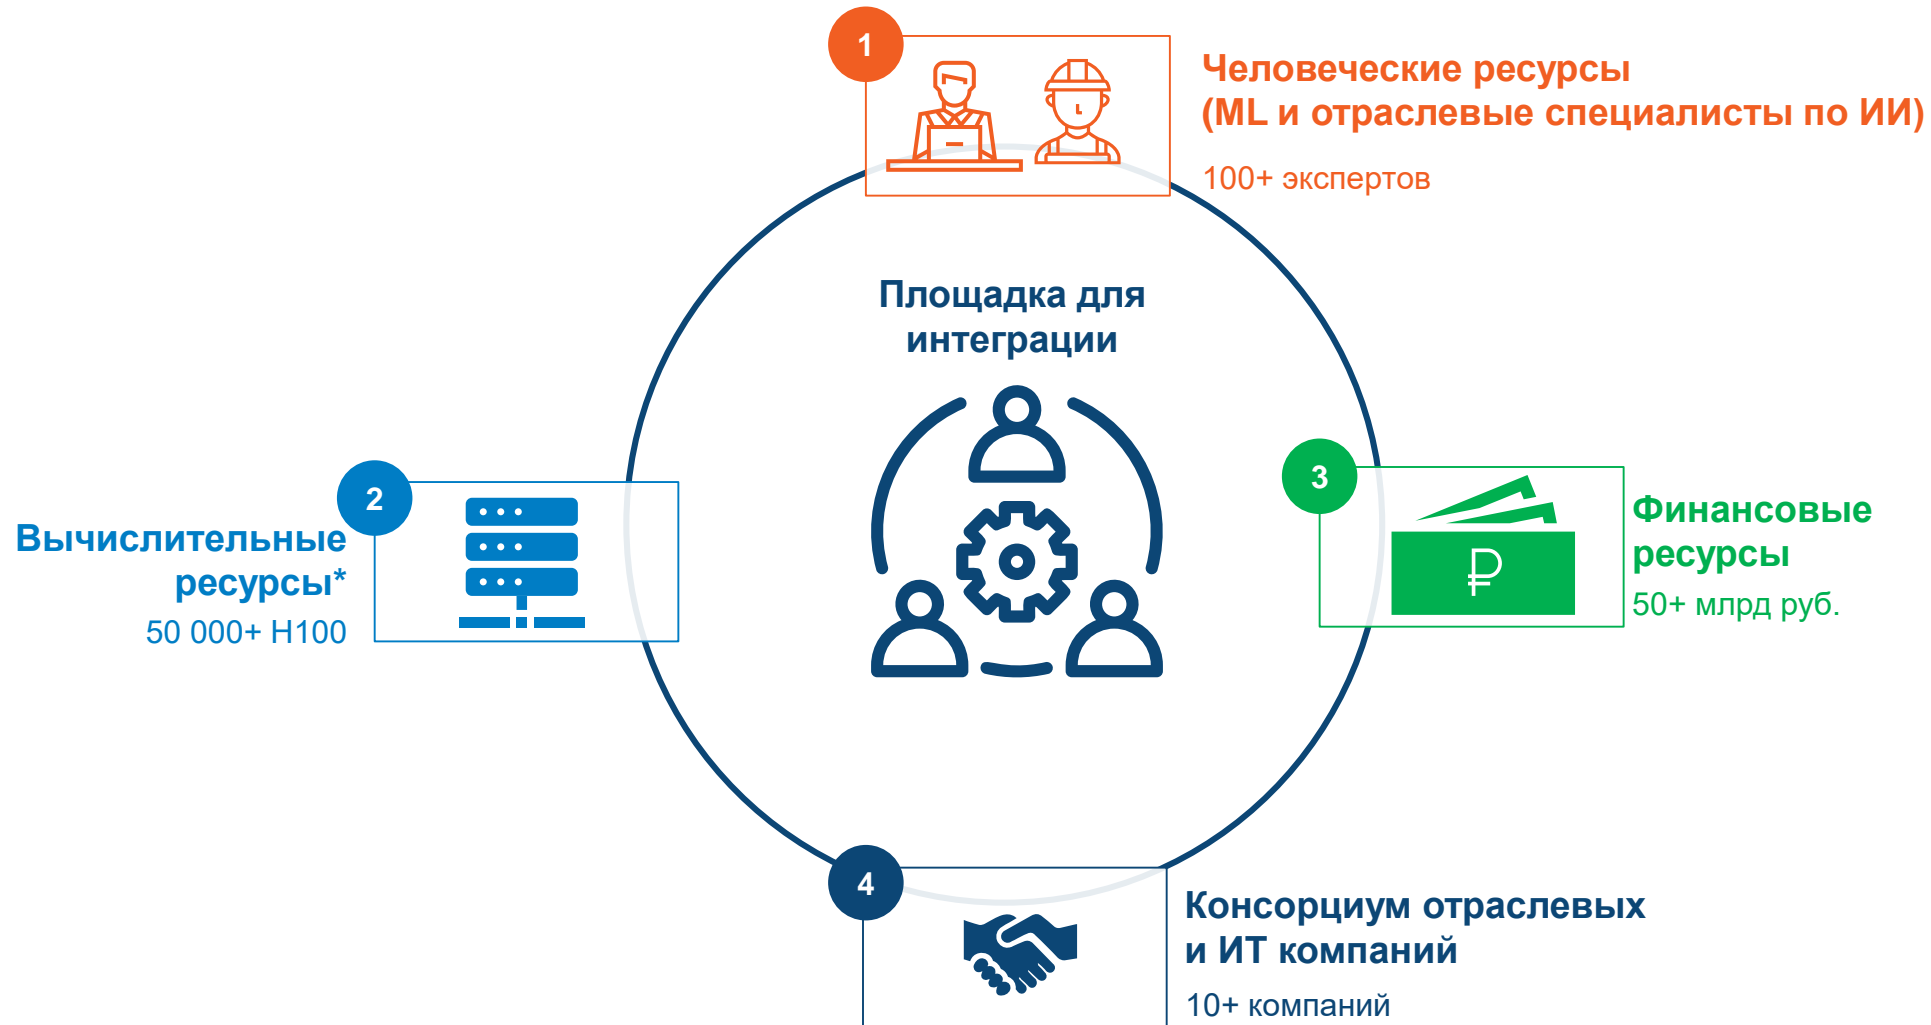 1
Человеческие ресурсы
(ML и отраслевые специалисты по ИИ)
100+ экспертов
Площадка для
интеграции
2
Вычислительные
ресурсы*
50 000+ H100
3
₽
Финансовые
ресурсы
50+ млрд руб.
4
Консорциум отраслевых
и ИТ компаний
10+ компаний